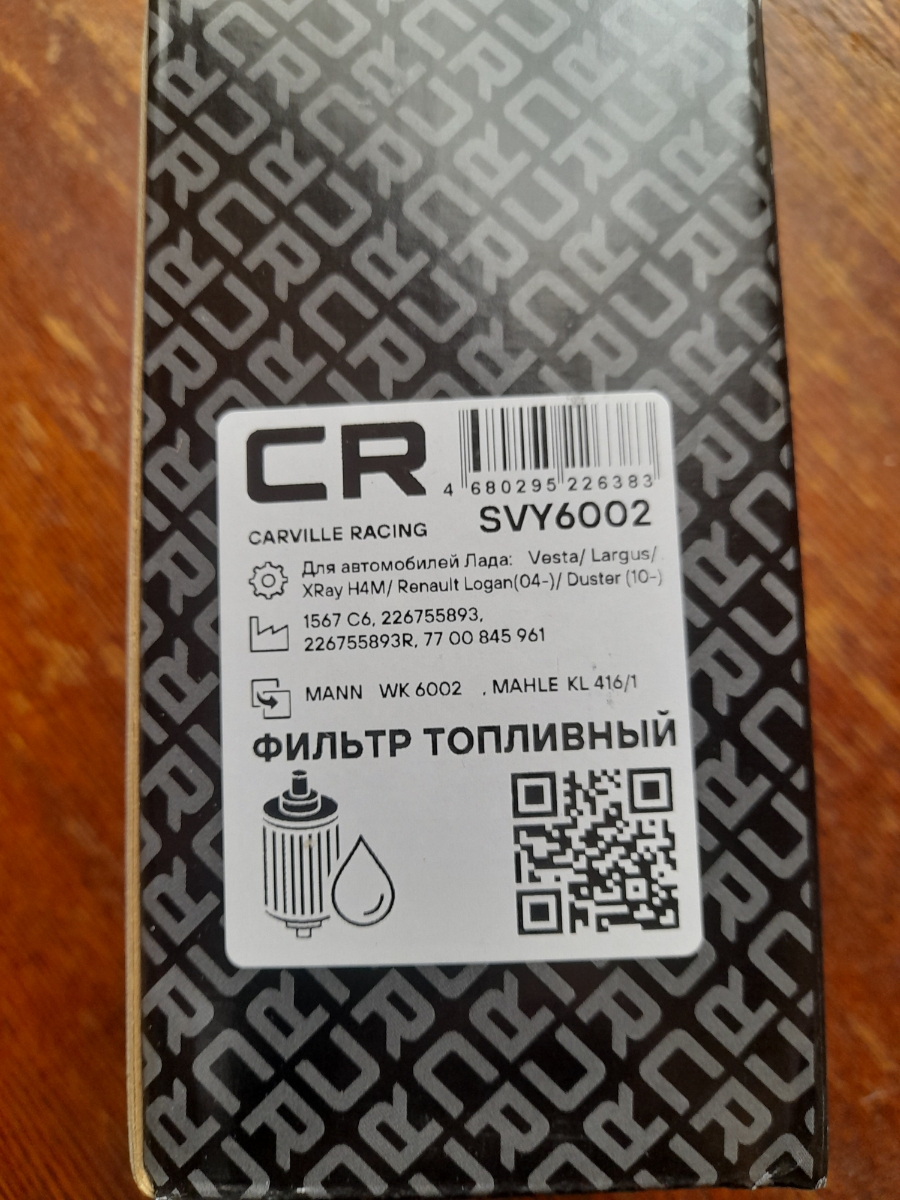 CR
4 680295 226383
SVY6002
CARVILLE RACING
Для автомобилей Лада: Vesta/ Largus/
XRay H4M/ Renault Logan(04-)/ Duster (10-)
1567 C6, 226755893,
226755893R, 77 00 845 961
MANN WK 6002 , MAHLE KL 416/1
ФИЛЬТР ТОПЛИВНЫЙ